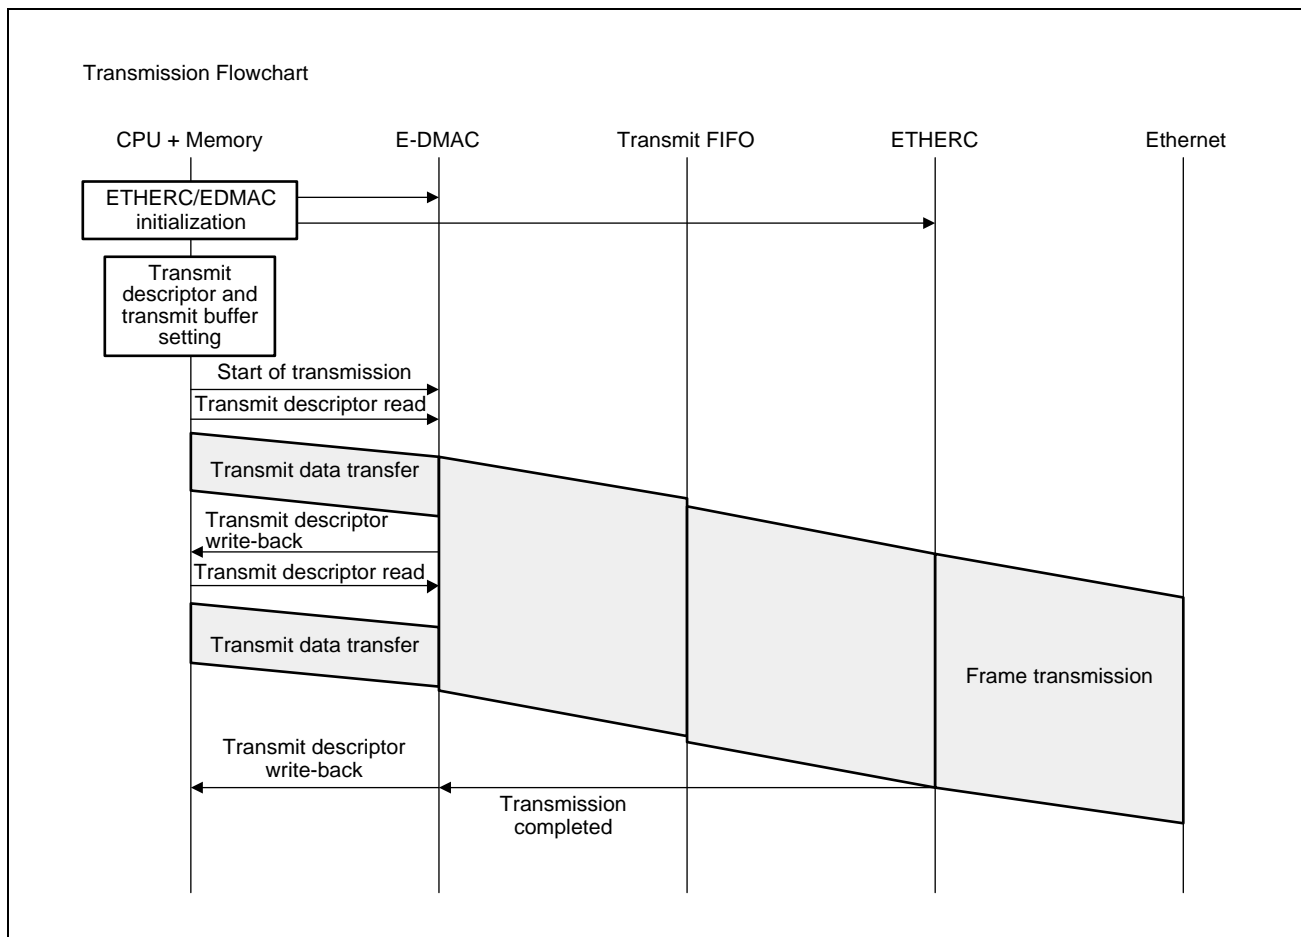 Transmission Flowchart
CPU + Memory
E-DMAC
Transmit FIFO
ETHERC
Ethernet
ETHERC/EDMAC
initialization
Transmit
descriptor and
transmit buffer
setting
Start of transmission
Transmit descriptor read
Transmit data transfer
Transmit descriptor
write-back
Transmit descriptor read
Transmit data transfer
Frame transmission
Transmit descriptor
write-back
Transmission
completed